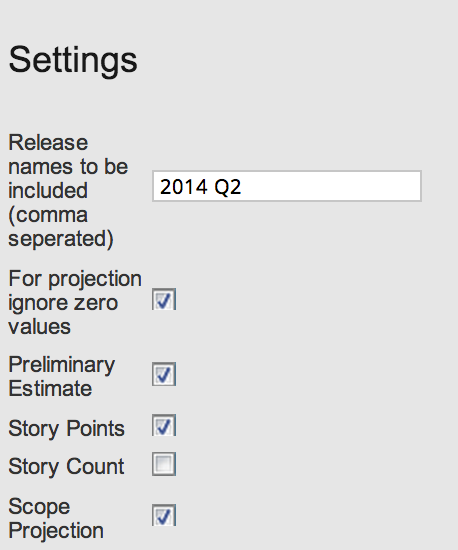 Settings
Release
names to be
included
(comma
seperated)
2014 Q2
For projection
ignore zero
values
Preliminary
Estimate
Story Points
Story Count
Scope
Projection